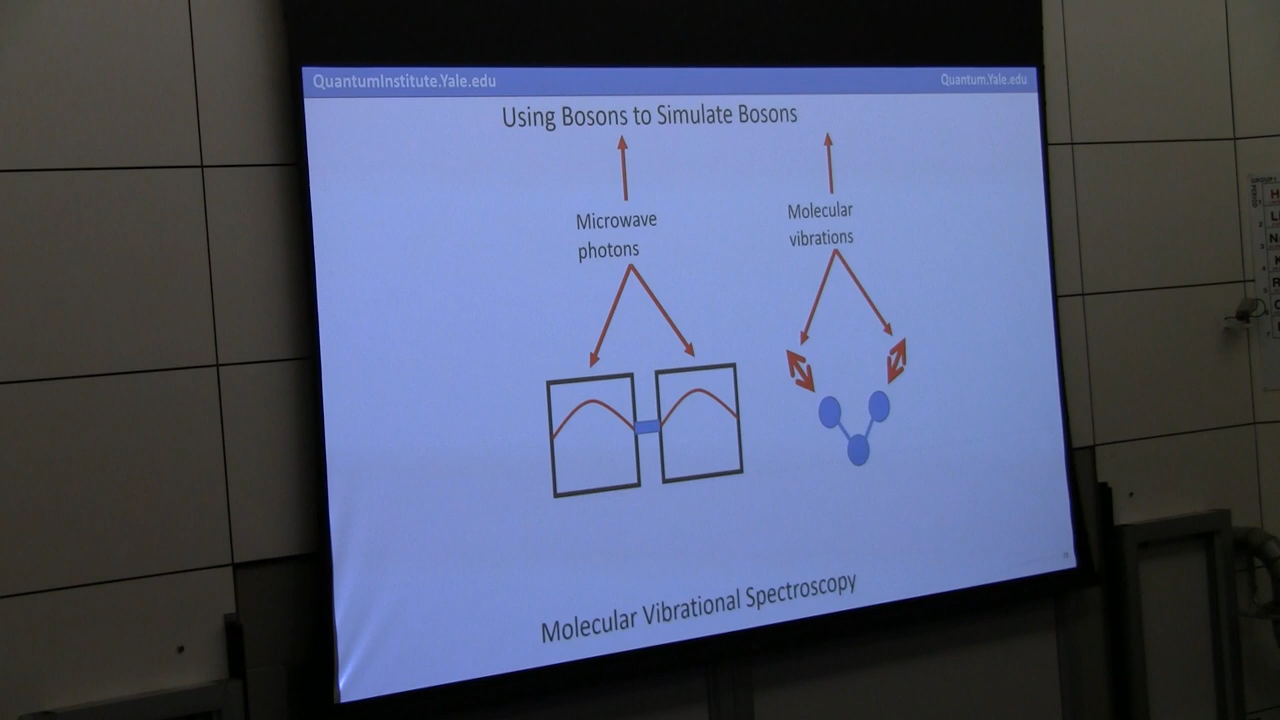 QuantumInstitute.Yale.edu
Quantum.Yale.edu
Using Bosons to Simulate Bosons
Microwave
photons
Molecular
vibrations
Molecular Vibrational Spectroscopy